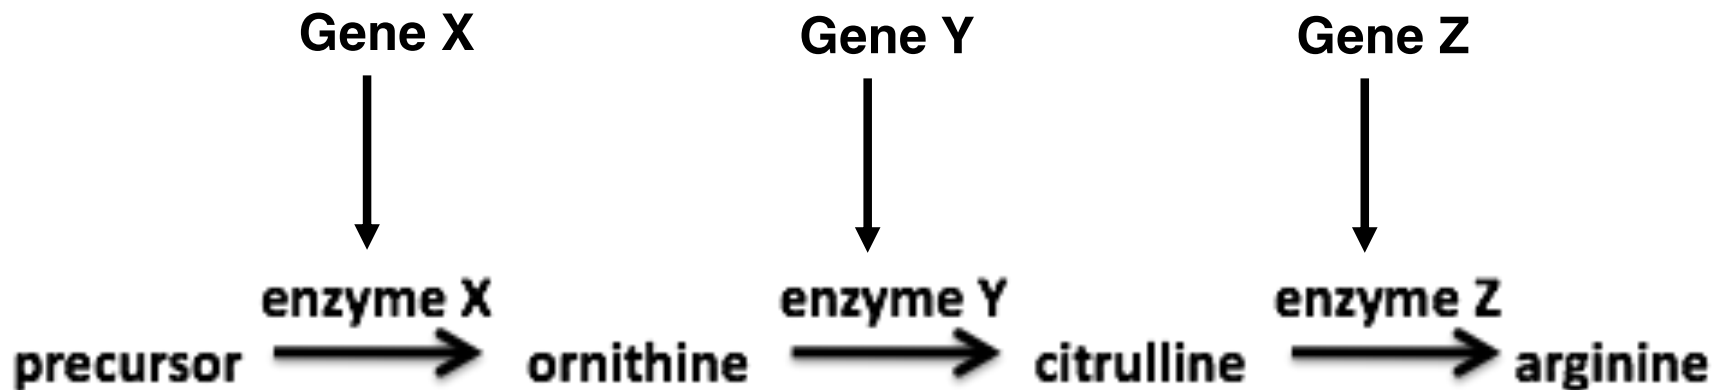 Gene X Gene Y Gene Z
enzyme X enzyme Y enzyme Z
precursor ornithine citrulline arginine